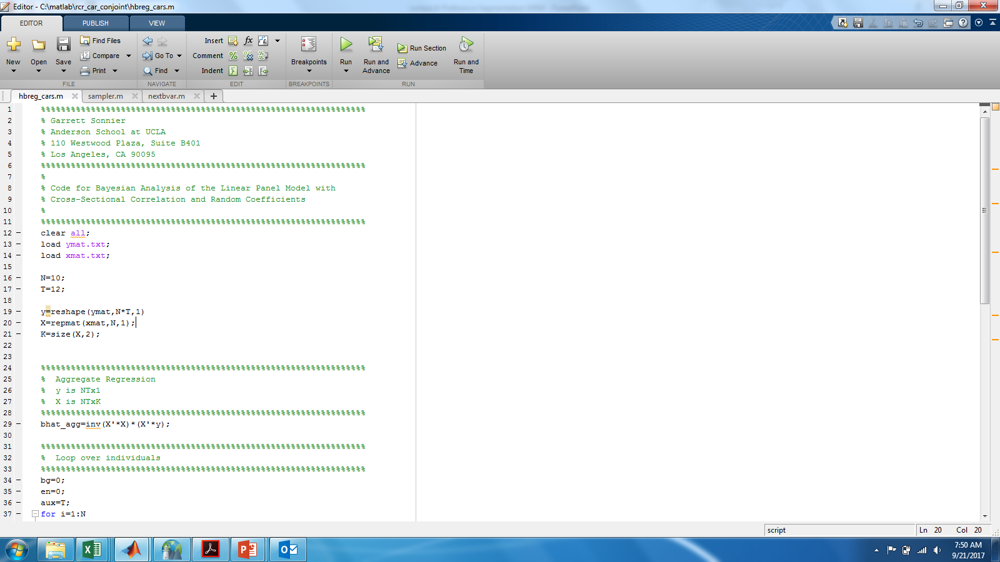 Editor - C:\matlab\rcr_car_conjoint\hbreg_cars.m
EDITOR PUBLISH VIEW
New Open Save
Find Files
Compare
Print
FILE
Go To
Find
NAVIGATE
Insert fx
Comment
Indent
EDIT
Breakpoints
BREAKPOINTS
Run
Run and Advance
Run Section
Advance
Run and Time
RUN
hbreg_cars.m sampler.m nextbvar.m +
1 %%%%%%%%%%%%%%%%%%%%%%%%%%%%%%%%%%%%%%%%%%%%%%%%%%%%%%%%%%%%%%%%%
2 % Garrett Sonnier
3 % Anderson School at UCLA
4 % 110 Westwood Plaza, Suite B401
5 % Los Angeles, CA 90095
6 %%%%%%%%%%%%%%%%%%%%%%%%%%%%%%%%%%%%%%%%%%%%%%%%%%%%%%%%%%%%%%%%%
7 %
8 % Code for Bayesian Analysis of the Linear Panel Model with
9 % Cross-Sectional Correlation and Random Coefficients
10 %
11 %%%%%%%%%%%%%%%%%%%%%%%%%%%%%%%%%%%%%%%%%%%%%%%%%%%%%%%%%%%%%%%%%
12 – clear all;
13 – load ymat.txt;
14 – load xmat.txt;
15
16 – N=10;
17 – T=12;
18
19 – y=reshape(ymat,N*T,1)
20 – X=repmat(xmat,N,1);
21 – K=size(X,2);
22
23
24 %%%%%%%%%%%%%%%%%%%%%%%%%%%%%%%%%%%%%%%%%%%%%%%%%%%%%%%%%%%%%%%%%
25 %  Aggregate Regression
26 %  y is NTx1
27 %  X is NTxK
28 %%%%%%%%%%%%%%%%%%%%%%%%%%%%%%%%%%%%%%%%%%%%%%%%%%%%%%%%%%%%%%%%%
29 – bhat_agg=inv(X'*X)*(X'*y);
30
31 %%%%%%%%%%%%%%%%%%%%%%%%%%%%%%%%%%%%%%%%%%%%%%%%%%%%%%%%%%%%%%%%%
32 %  Loop over individuals
33 %%%%%%%%%%%%%%%%%%%%%%%%%%%%%%%%%%%%%%%%%%%%%%%%%%%%%%%%%%%%%%%%%
34 – bg=0;
35 – en=0;
36 – aux=T;
37 – for i=1:N
script Ln 20 Col 20
7:50 AM
9/21/2017